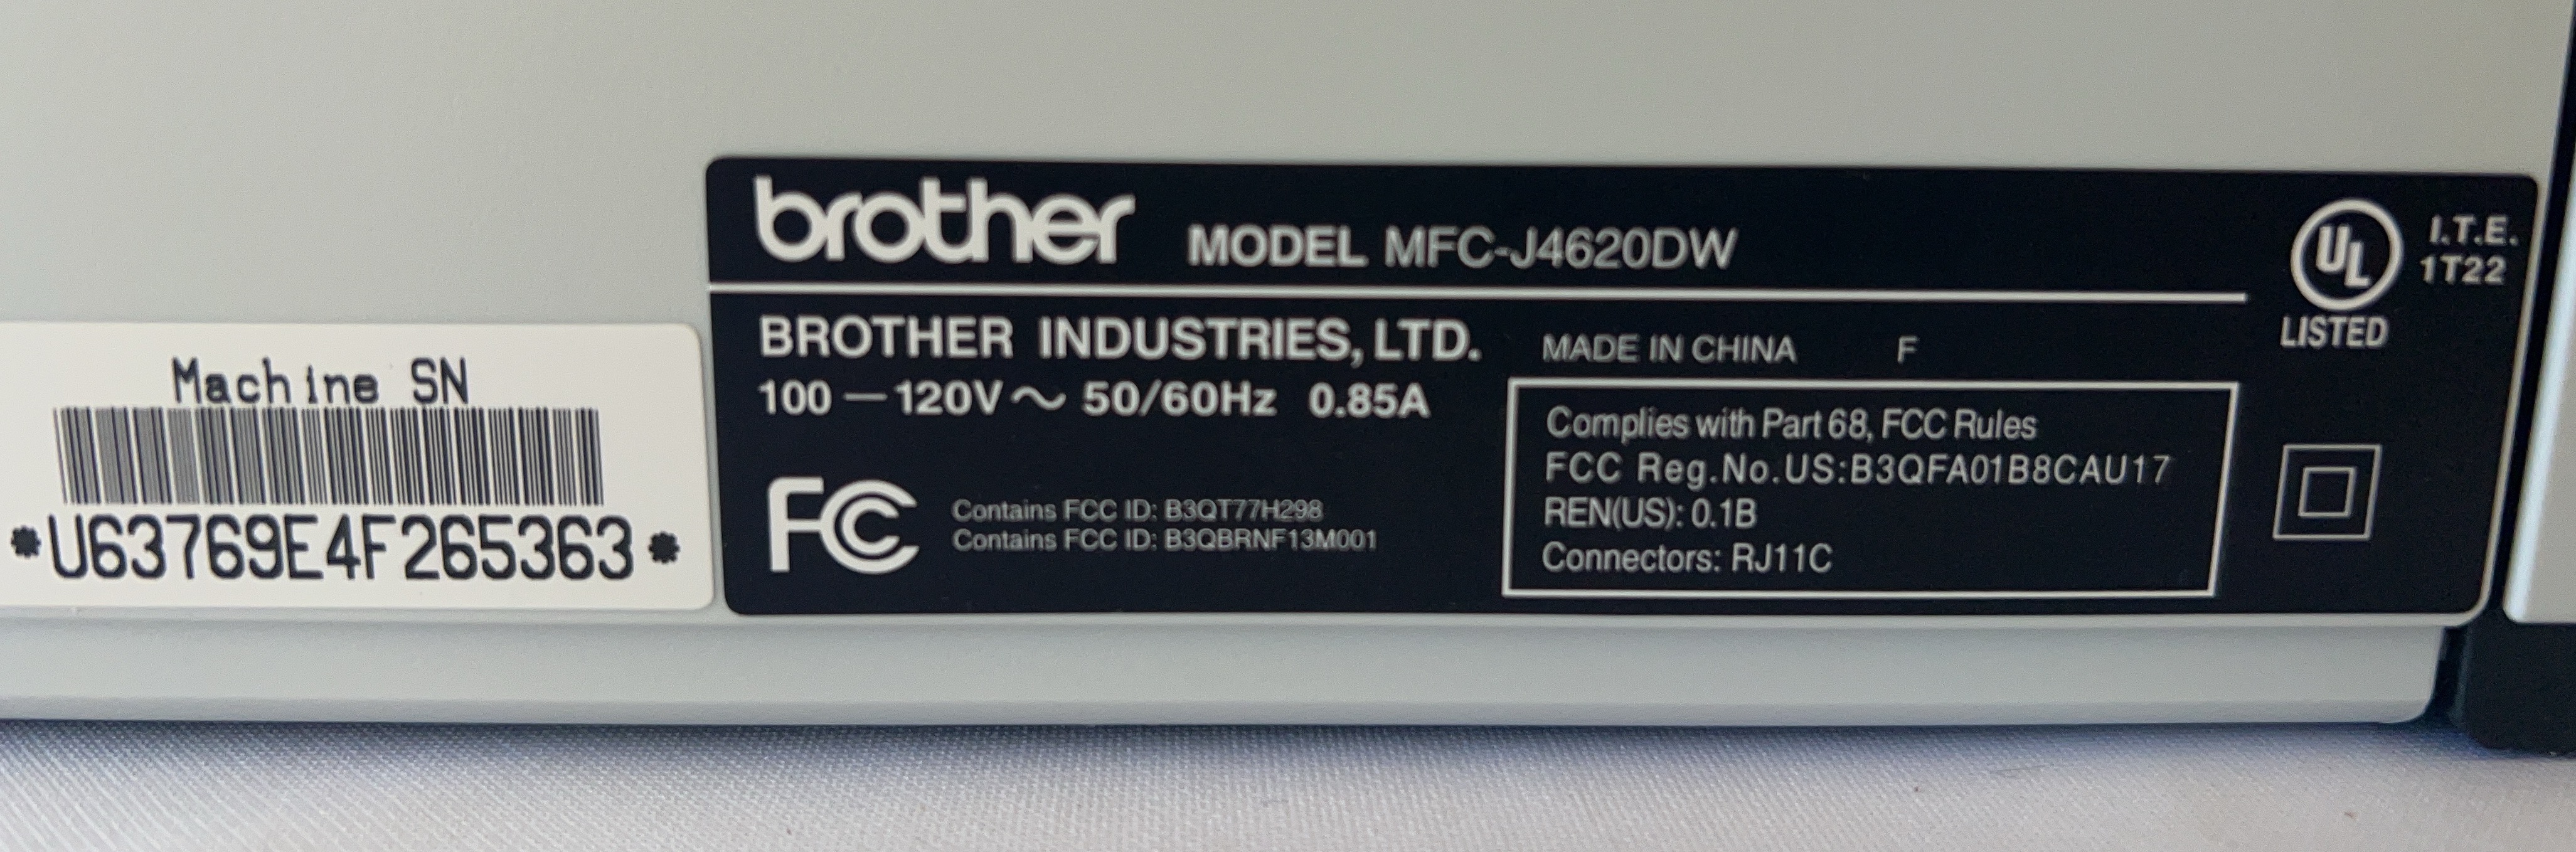 Machine SN
*U63769E4F265363*
brother MODEL MFC-J4620DW
BROTHER INDUSTRIES, LTD. MADE IN CHINA F
100 — 120V ~ 50/60Hz 0.85A
FC
Contains FCC ID: B3QT77H298
Contains FCC ID: B3QBRNF13M001
Complies with Part 68, FCC Rules
FCC Reg.No.US:B3QFA01B8CAU17
REN(US): 0.1B
Connectors: RJ11C
UL
LISTED
I.T.E.
1T22